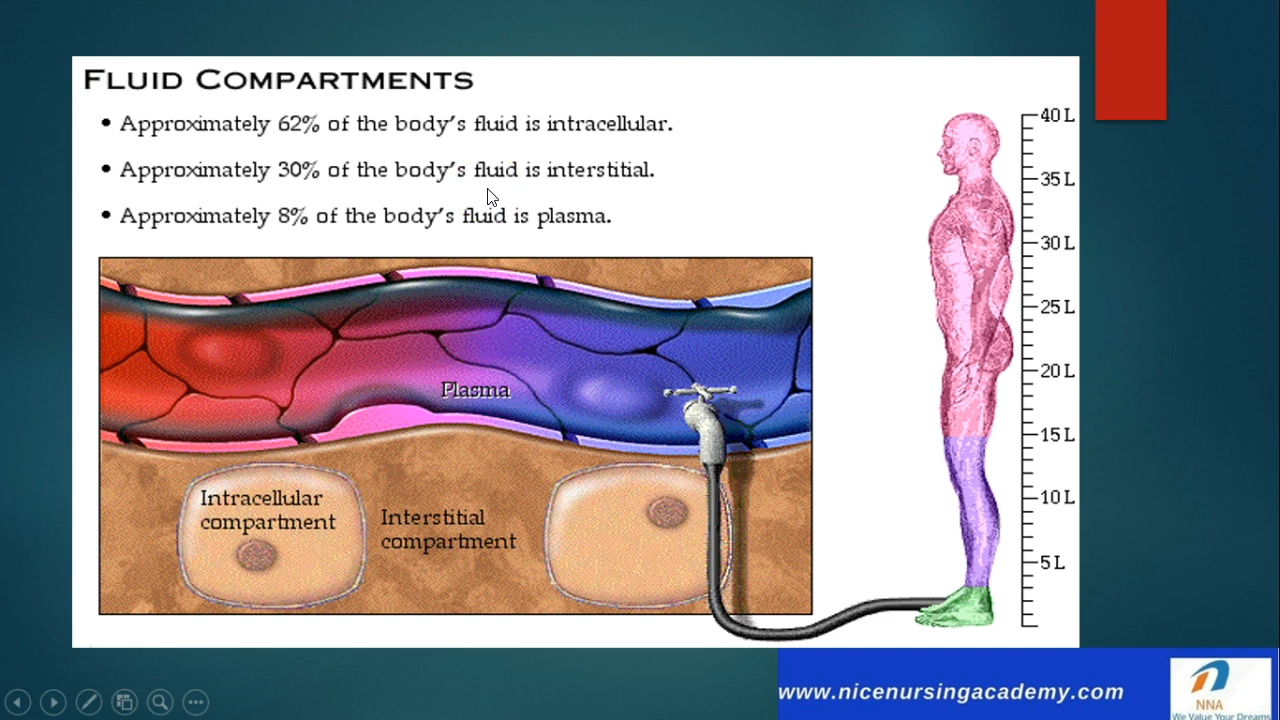 FLUID COMPARTMENTS
• Approximately 62% of the body's fluid is intracellular.
• Approximately 30% of the body's fluid is interstitial.
• Approximately 8% of the body's fluid is plasma.
40 L
35 L
30 L
25 L
20 L
15 L
10 L
5 L
Plasma
Intracellular
compartment
Interstitial
compartment
www.nicenursingacademy.com
NNA
We Value Your Dreams